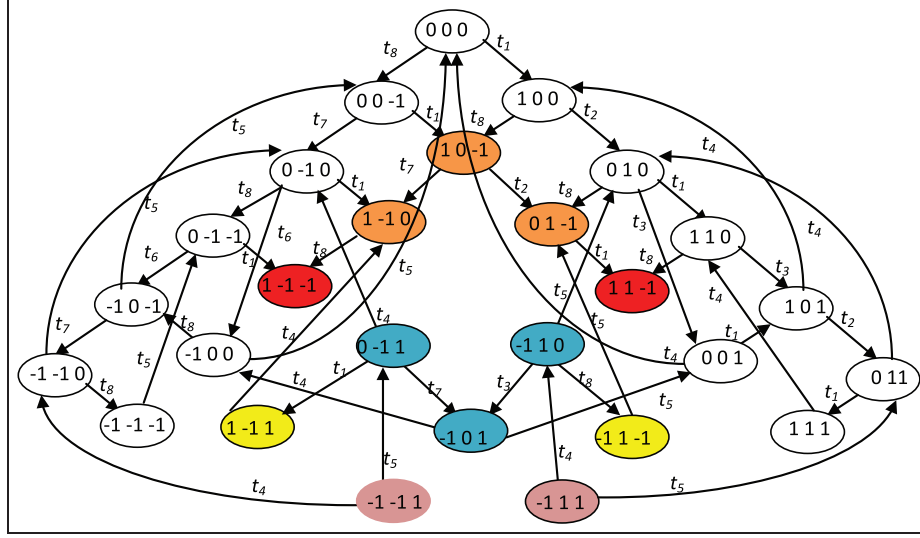 0 0 0
t8
t1
0 0 -1
1 0 0
t7
t1
t8
t2
t4
t5
1 0 -1
0 -1 0
t1
t7
t2
t8
0 1 0
t1
t8
t5
1 -1 0
0 1 -1
t3
t4
0 -1 -1
t6
1 1 0
t6
t1
t8
t1
t8
t3
t5
1 -1 -1
t5
1 1 -1
t4
-1 0 -1
1 0 1
t7
t8
t4
t4
t5
t1
t2
t5
-1 0 0
0 -1 1
-1 1 0
t4
0 0 1
-1 -1 0
t8
t4
t1
t7
t3
t8
t5
t1
0 1 1
-1 -1 -1
1 -1 1
-1 0 1
-1 1 -1
1 1 1
t4
t5
t4
t5
-1 -1 1
-1 1 1